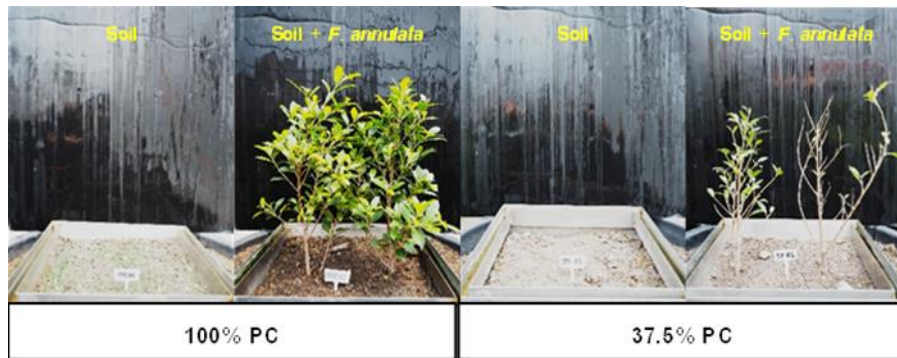 Soil
Soil + F. annulata
Soil
Soil + F. annulata
100% PC
37.5% PC